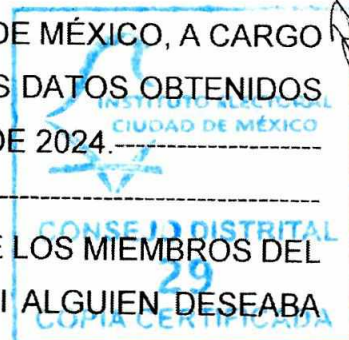 DE MÉXICO, A CARGO
S DATOS OBTENIDOS
INSTITUTO ELECTORAL
CIUDAD DE MÉXICO
DE 2024.--------------------
------------------------------------
CONSEJO DISTRITAL
E LOS MIEMBROS DEL
29
I ALGUIEN DESEABA
COPIA CERTIFICADA